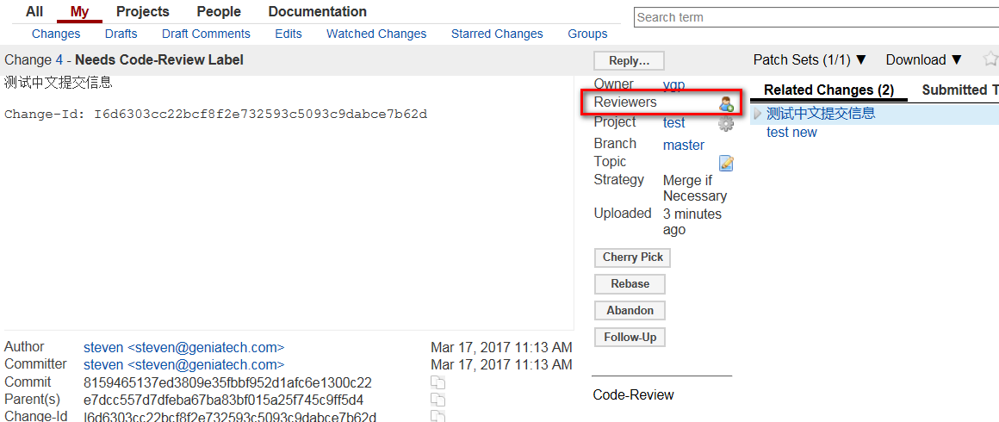 All My Projects People Documentation
Search term
Changes Drafts Draft Comments Edits Watched Changes Starred Changes Groups
Change 4 - Needs Code-Review Label
Reply…
Patch Sets (1/1) ▼ Download ▼
测试中文提交信息
Change-Id: I6d6303cc22bcf8f2e732593c5093c9dabce7b62d
Owner ygp
Reviewers
Project test
Branch master
Topic
Strategy Merge if
Necessary
Uploaded 3 minutes
ago
Cherry Pick
Rebase
Abandon
Follow-Up
Code-Review
Related Changes (2) Submitted T
测试中文提交信息
test new
Author steven <steven@geniatech.com> Mar 17, 2017 11:13 AM
Committer steven <steven@geniatech.com> Mar 17, 2017 11:13 AM
Commit 8159465137ed3809e35fbbf952d1afc6e1300c22
Parent(s) e7dcc557d7dfeba67ba83bf015a25f745c9ff5d4
Change-Id I6d6303cc22bcf8f2e732593c5093c9dabce7b62d